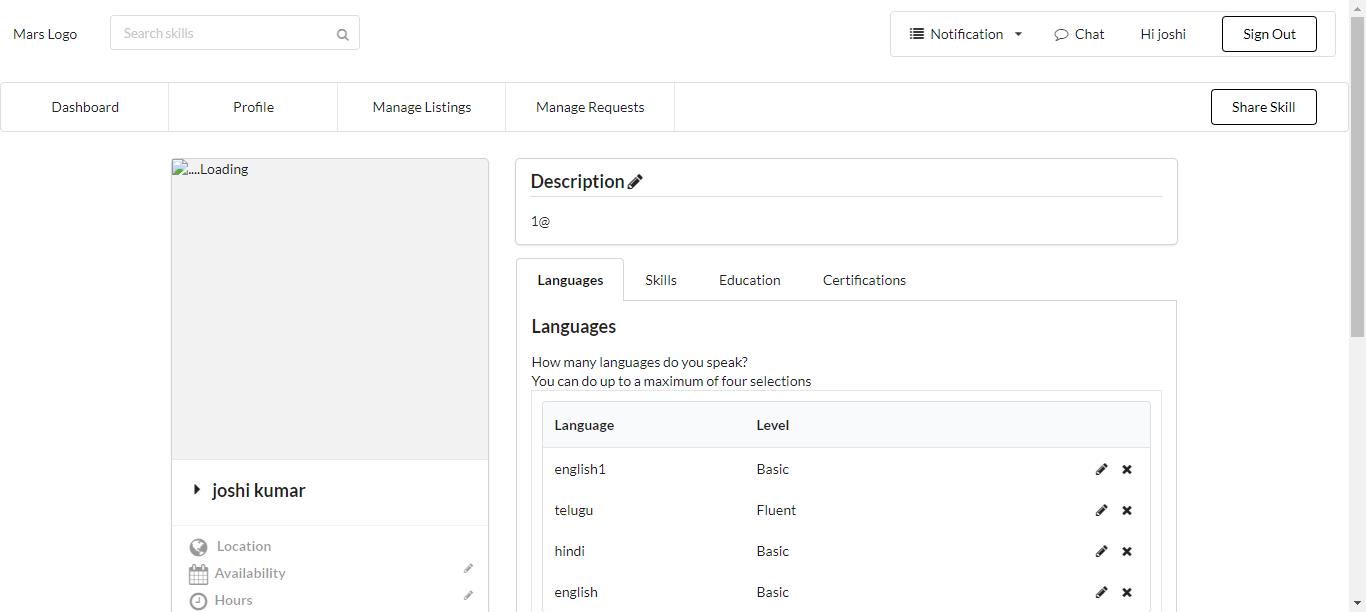 Mars Logo
Search skills
Notification
Chat
Hi joshi
Sign Out
Dashboard
Profile
Manage Listings
Manage Requests
Share Skill
....Loading
joshi kumar
Location
Availability
Hours
Description
1@
Languages
Skills
Education
Certifications
Languages
How many languages do you speak?
You can do up to a maximum of four selections
Language Level
english1 Basic
telugu Fluent
hindi Basic
english Basic